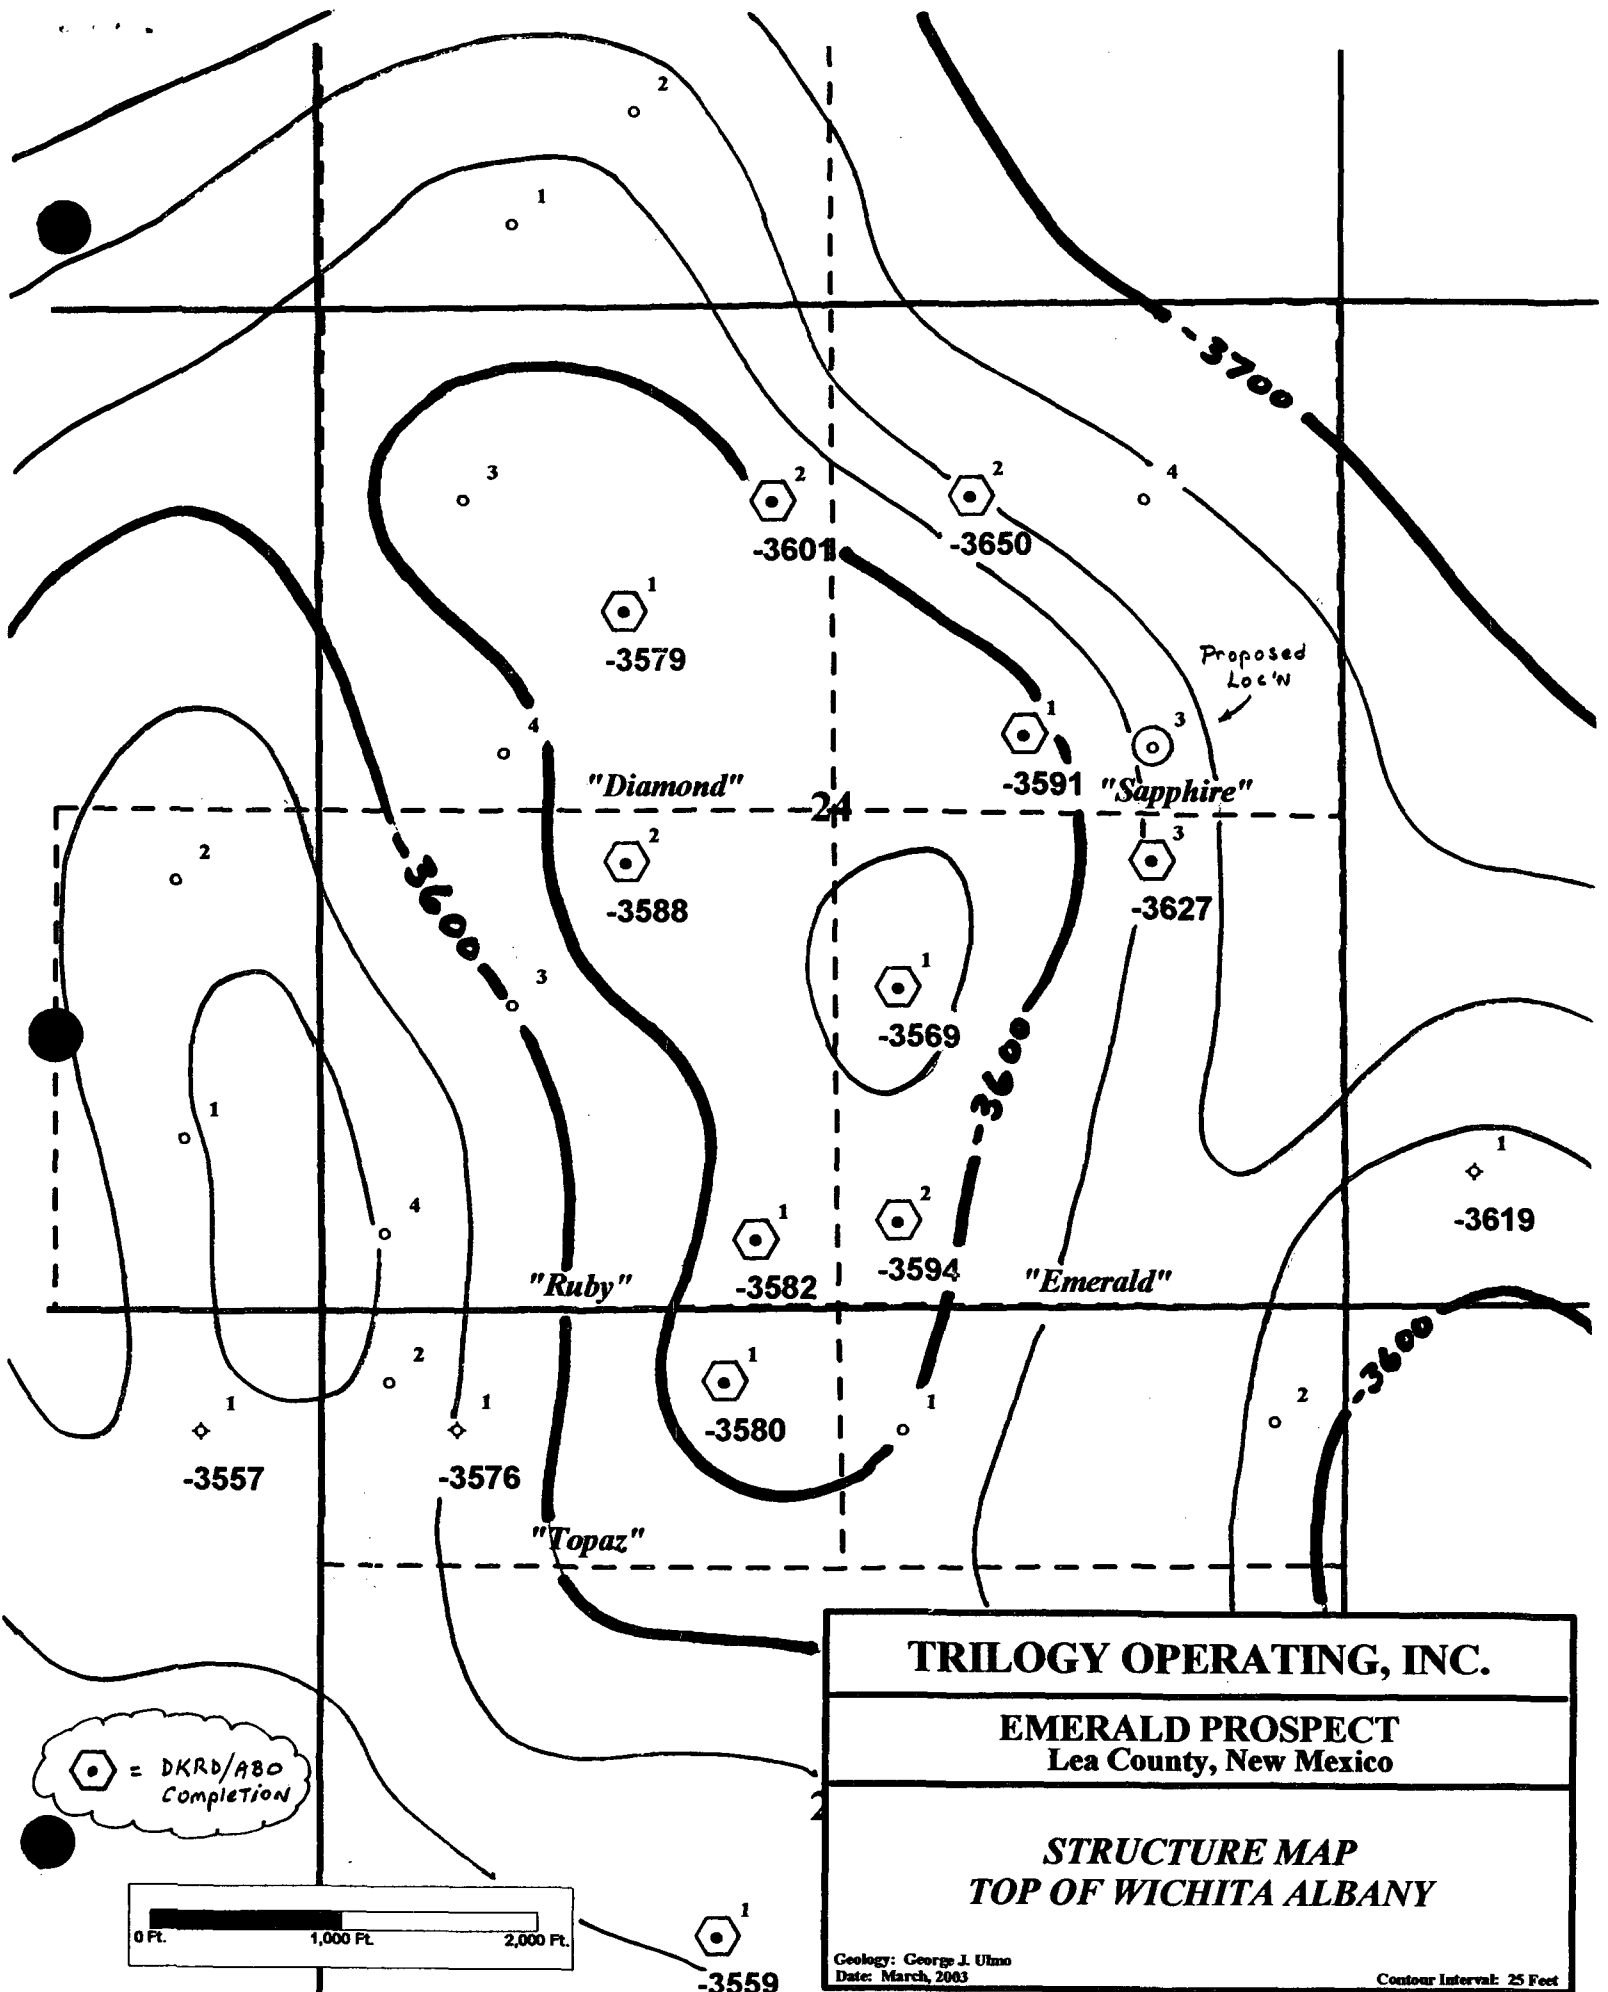 2
1
-3700
3
2
-3601
2
-3650
4
1
-3579
Proposed
Loc'N
4
1
-3591
3
"Diamond"
"Sapphire"
24
2
2
-3588
3
-3627
-3600
3
1
-3569
-3600
1
1
-3619
4
1
-3582
2
-3594
"Ruby"
"Emerald"
-3600
2
1
-3580
2
1
-3557
1
-3576
1
"Topaz"
= DKRD/ABO
Completion
0 Ft.
1,000 Ft.
2,000 Ft.
1
-3559
2
TRILOGY OPERATING, INC.
EMERALD PROSPECT
Lea County, New Mexico
STRUCTURE MAP
TOP OF WICHITA ALBANY
Geology: George J. Ulmo
Date: March, 2003
Contour Interval: 25 Feet